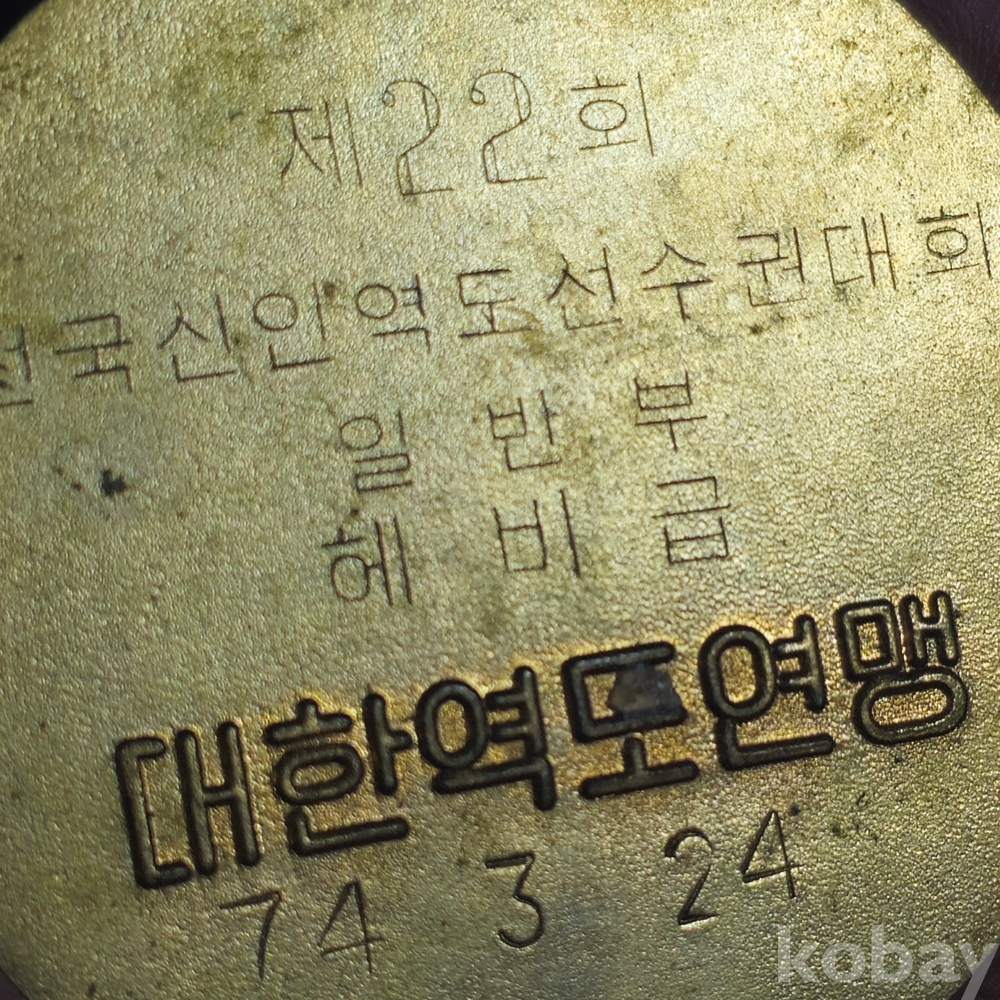 제22회
전국신인역도선수권대회
일반부
헤비급
대한역도연맹
74 3 24
kobay